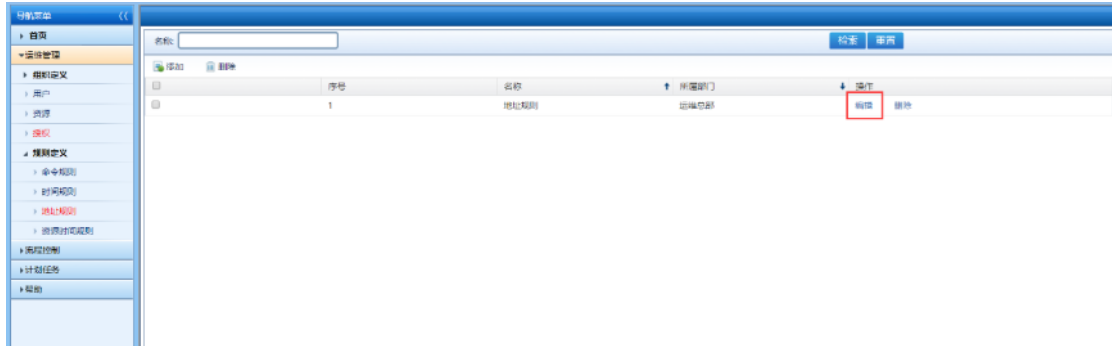 导航菜单 <<
首页
运维管理
组织定义
用户
资源
授权
规则定义
命令规则
时间规则
地址规则
资源时间规则
流程控制
计划任务
帮助
名称:
检索 重置
添加 删除
序号 名称 所属部门 操作
1 地址规则 运维总部 编辑 删除